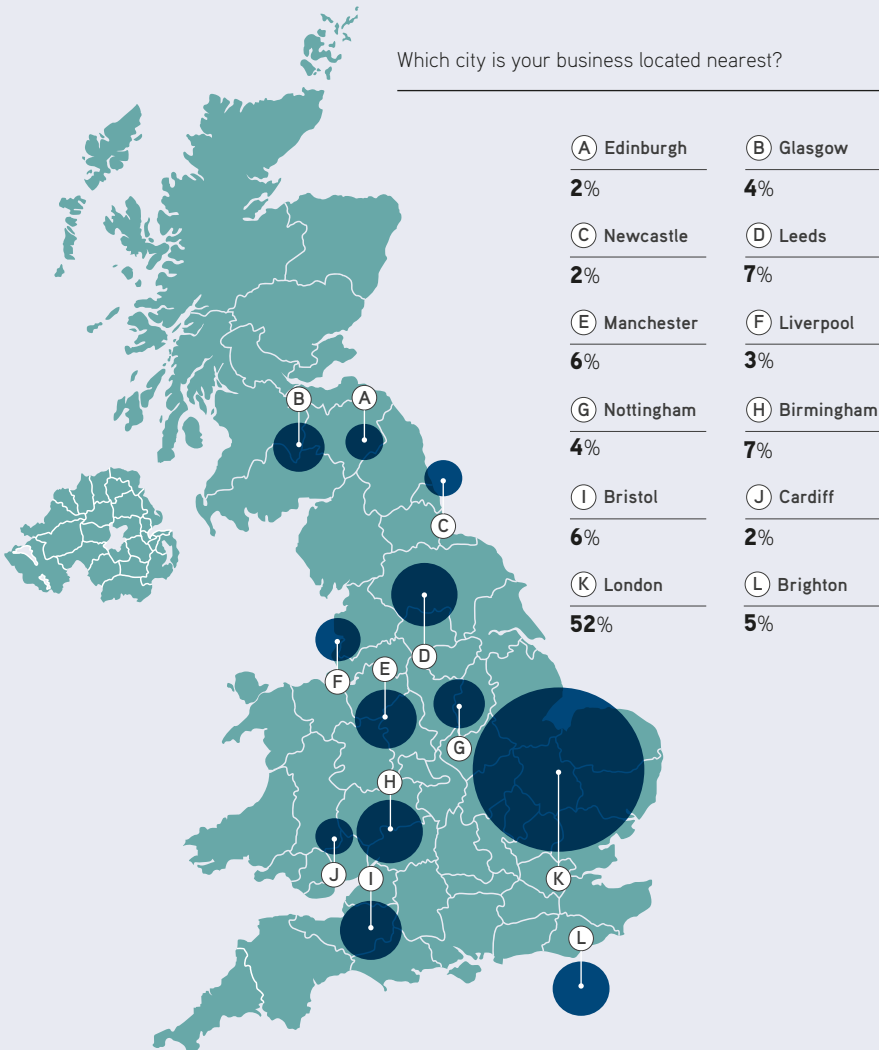 Which city is your business located nearest?
A Edinburgh
2%
B Glasgow
4%
C Newcastle
2%
D Leeds
7%
E Manchester
6%
F Liverpool
3%
G Nottingham
4%
H Birmingham
7%
I Bristol
6%
J Cardiff
2%
K London
52%
L Brighton
5%
B
A
C
D
F
E
G
H
J
I
K
L